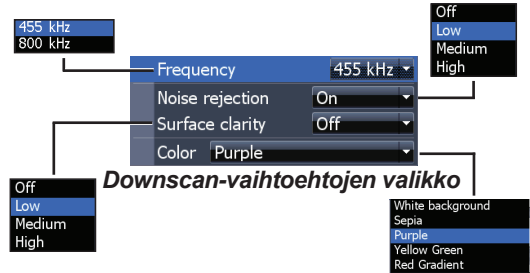 455 kHz
800 kHz
Off
Low
Medium
High
Frequency 455 kHz
Noise rejection On
Surface clarity Off
Color Purple
Downscan-vaihtoehtojen valikko
Off
Low
Medium
High
White background
Sepia
Purple
Yellow Green
Red Gradient